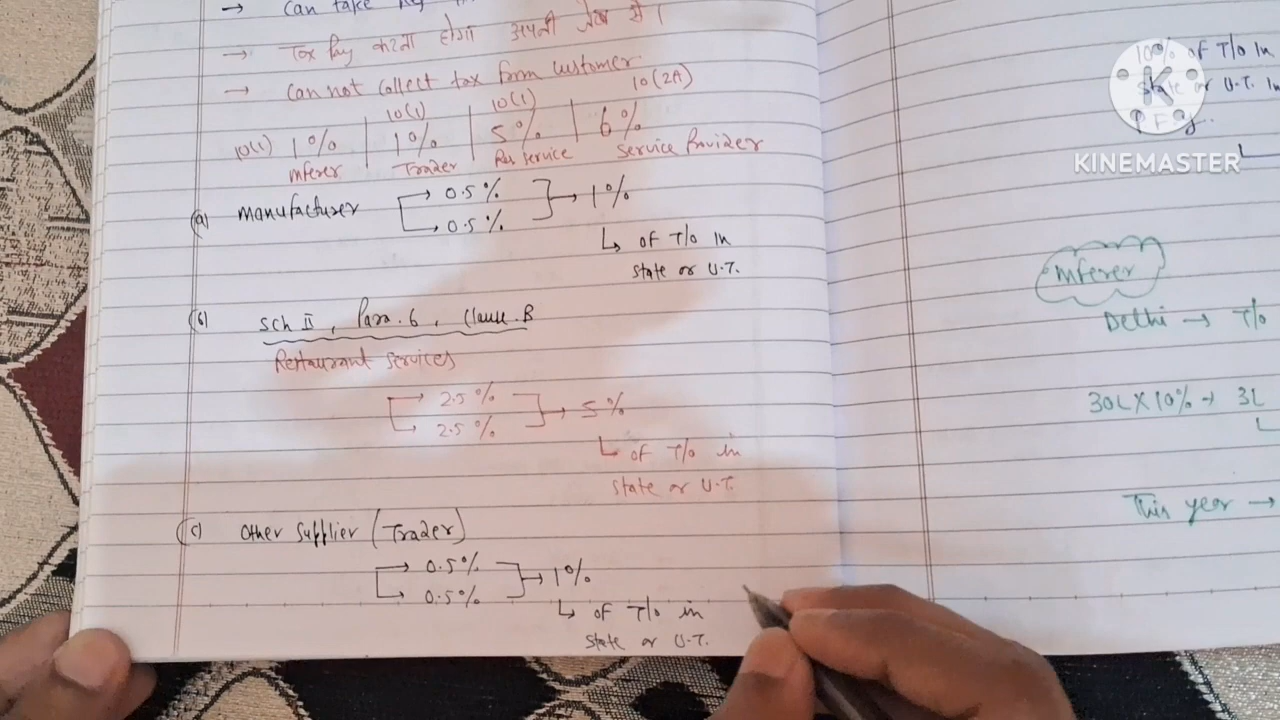 → can take
→ Tax Pay करना होगा अपनी जेब से ।
→ can not collect tax from customer.
10(1) 10(1) 10(2A)
10(1) 1% | 1% | 5% | 6%
Mferer Trader Res service Service Provider
(a) Manufacturer → 0.5% → 0.5% → 1%
↳ of T/o in
state or U.T.
(b) Sch II, Para.6, Clause.B
Restaurant Services
→ 2.5% → 2.5% → 5%
↳ of T/o in
state or U.T.
(c) Other Supplier (Trader)
→ 0.5% → 0.5% → 1%
↳ of T/o in
state or U.T.
10% of T/o in
state or U.T. in
P.F.y..
Mferer
Delhi → T/o
30L X 10% → 3L
This year →
K
KINEMASTER